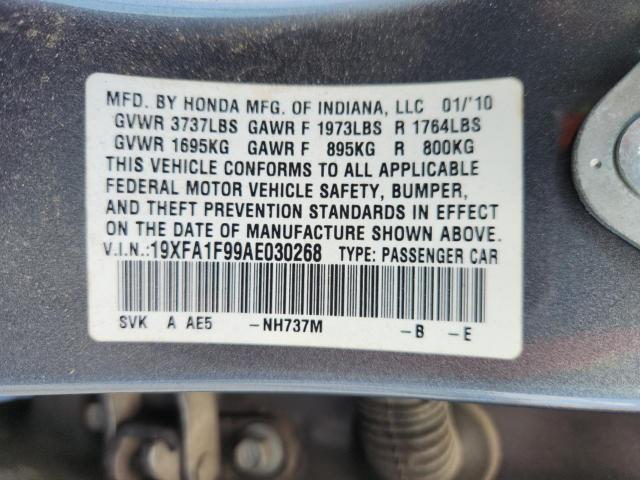 MFD. BY HONDA MFG. OF INDIANA, LLC 01/'10
GVWR 3737LBS GAWR F 1973LBS R 1764LBS
GVWR 1695KG GAWR F 895KG R 800KG
THIS VEHICLE CONFORMS TO ALL APPLICABLE
FEDERAL MOTOR VEHICLE SAFETY, BUMPER,
AND THEFT PREVENTION STANDARDS IN EFFECT
ON THE DATE OF MANUFACTURE SHOWN ABOVE.
V.I.N.:19XFA1F99AE030268 TYPE: PASSENGER CAR
SVK A AE5 -NH737M -B -E